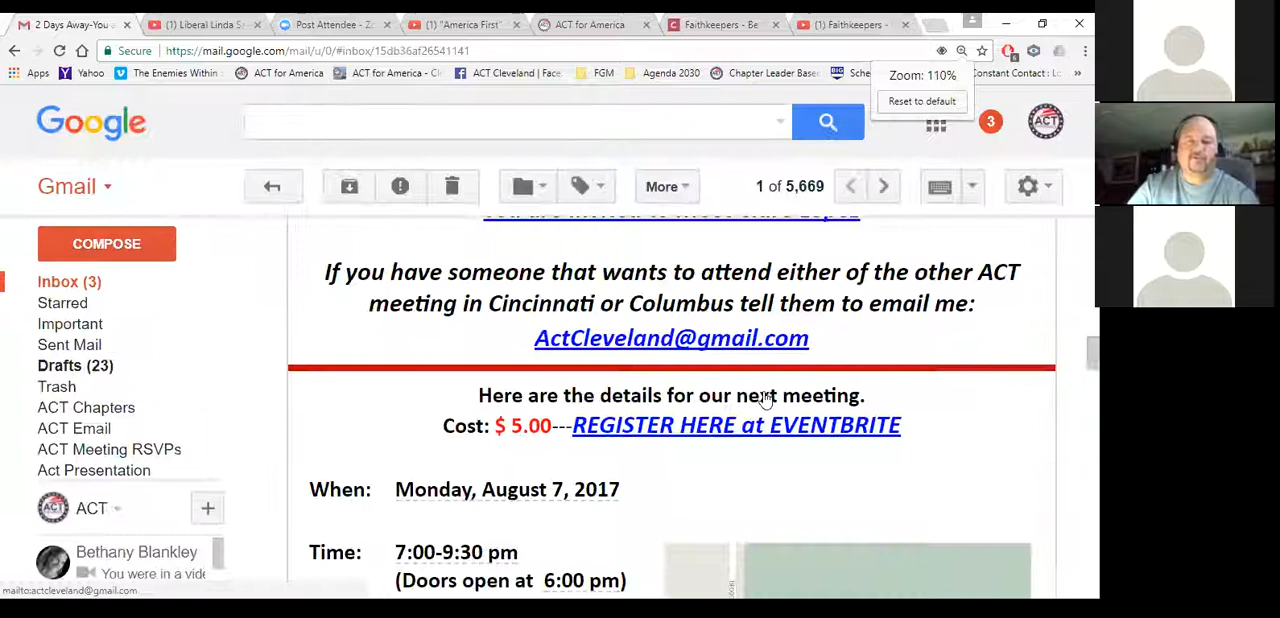 2 Days Away-You a
(1) Liberal Linda Sa
Post Attendee - Zo
(1) "America First"
ACT for America
Faithkeepers - Be
(1) Faithkeepers -
Secure
https://mail.google.com/mail/u/0/#inbox/15db36af26541141
Apps
Yahoo
The Enemies Within
ACT for America
ACT for America - Cl
ACT Cleveland | Face
FGM
Agenda 2030
Chapter Leader Base
Sche
Constant Contact : Lo
Zoom: 110%
Reset to default
Google
3
ACT
Gmail
More
1 of 5,669
COMPOSE
Inbox (3)
Starred
Important
Sent Mail
Drafts (23)
Trash
ACT Chapters
ACT Email
ACT Meeting RSVPs
Act Presentation
ACT
Bethany Blankley
You were in a vide
mailto:actcleveland@gmail.com
If you have someone that wants to attend either of the other ACT
meeting in Cincinnati or Columbus tell them to email me:
ActCleveland@gmail.com
Here are the details for our next meeting.
Cost: $ 5.00---REGISTER HERE at EVENTBRITE
When: Monday, August 7, 2017
Time: 7:00-9:30 pm
(Doors open at 6:00 pm)